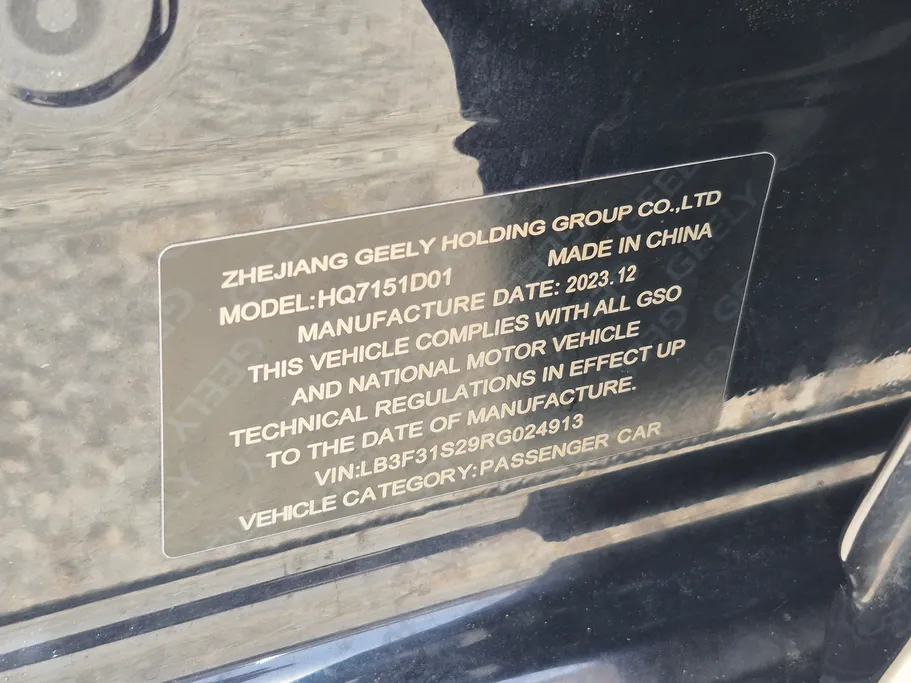 ZHEJIANG GEELY HOLDING GROUP CO.,LTD
MODEL:HQ7151D01 MADE IN CHINA
MANUFACTURE DATE: 2023.12
THIS VEHICLE COMPLIES WITH ALL GSO
AND NATIONAL MOTOR VEHICLE
TECHNICAL REGULATIONS IN EFFECT UP
TO THE DATE OF MANUFACTURE.
VIN:LB3F31S29RG024913
VEHICLE CATEGORY:PASSENGER CAR